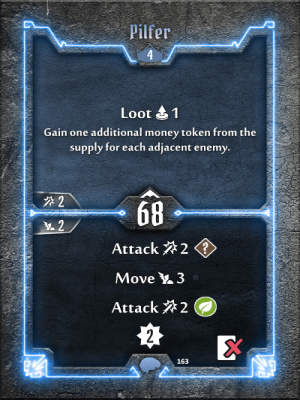 Pilfer
4
Loot 1
Gain one additional money token from the
supply for each adjacent enemy.
2
2
68
Attack 2 ?
Move 3
Attack 2
2
163